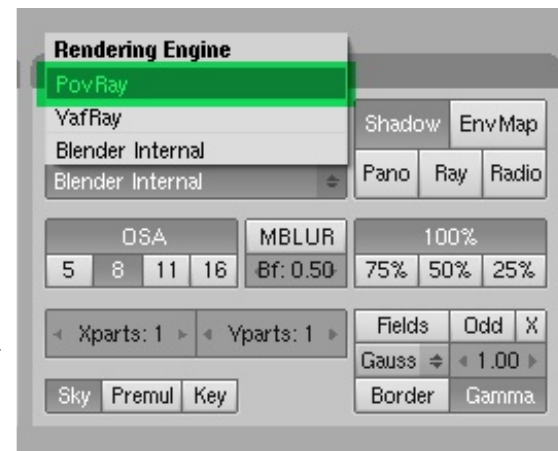 Rendering Engine
PovRay
YafRay
Blender Internal
Blender Internal
Shadow EnvMap
Pano Ray Radio
OSA MBLUR 100%
5 8 11 16 Bf: 0.50 75% 50% 25%
Xparts: 1 Yparts: 1 Fields Odd X
Gauss 1.00
Sky Premul Key Border Gamma